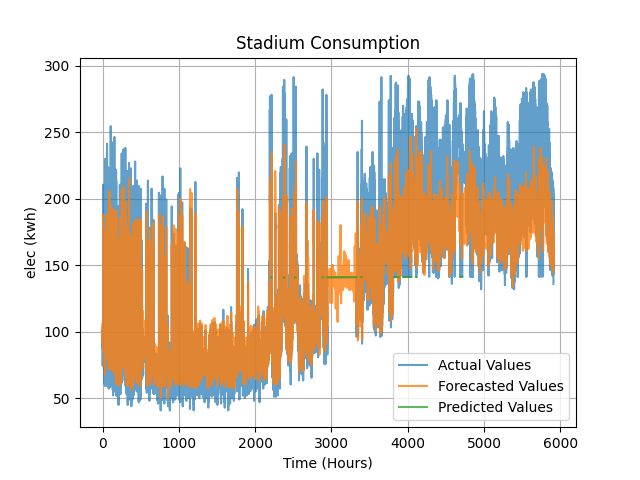 Stadium Consumption
elec (kwh)
300
250
200
150
100
50
0 1000 2000 3000 4000 5000 6000
Time (Hours)
Actual Values
Forecasted Values
Predicted Values